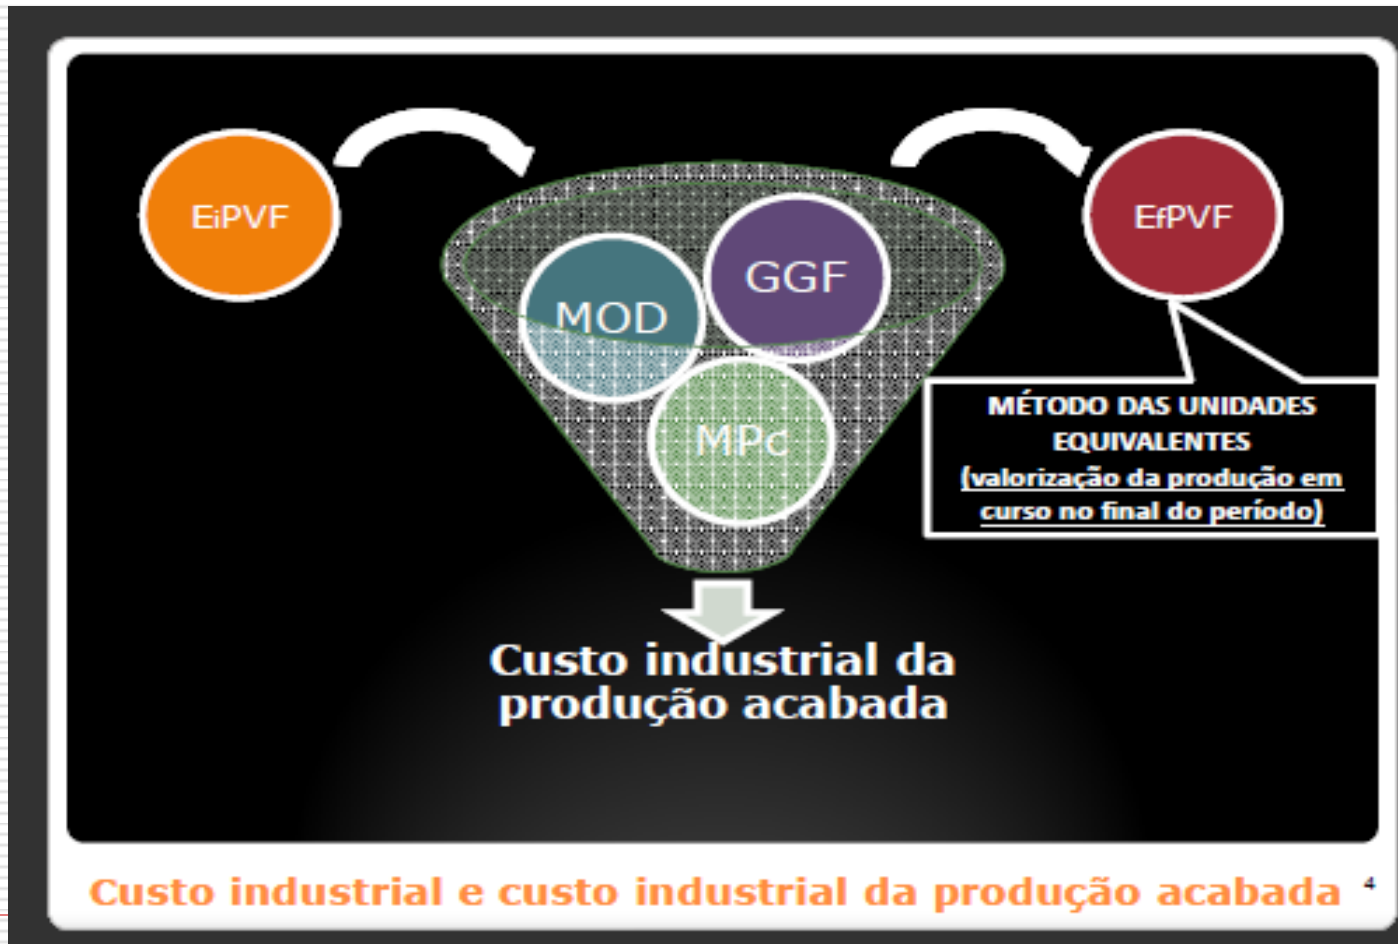 EiPVF
EfPVF
GGF
MOD
MPc
MÉTODO DAS UNIDADES
EQUIVALENTES
(valorização da produção em
curso no final do período)
Custo industrial da
produção acabada
Custo industrial e custo industrial da produção acabada 4